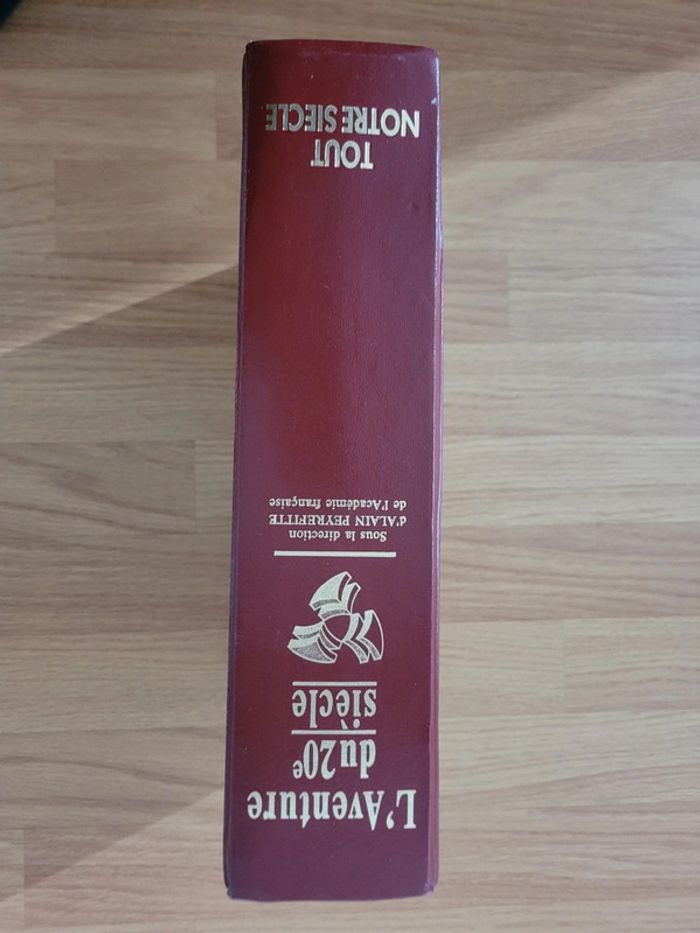 L'Aventure
du 20e
siècle
Sous la direction
d'ALAIN PEYREFITTE
de l'Académie française
TOUT
NOTRE SIECLE